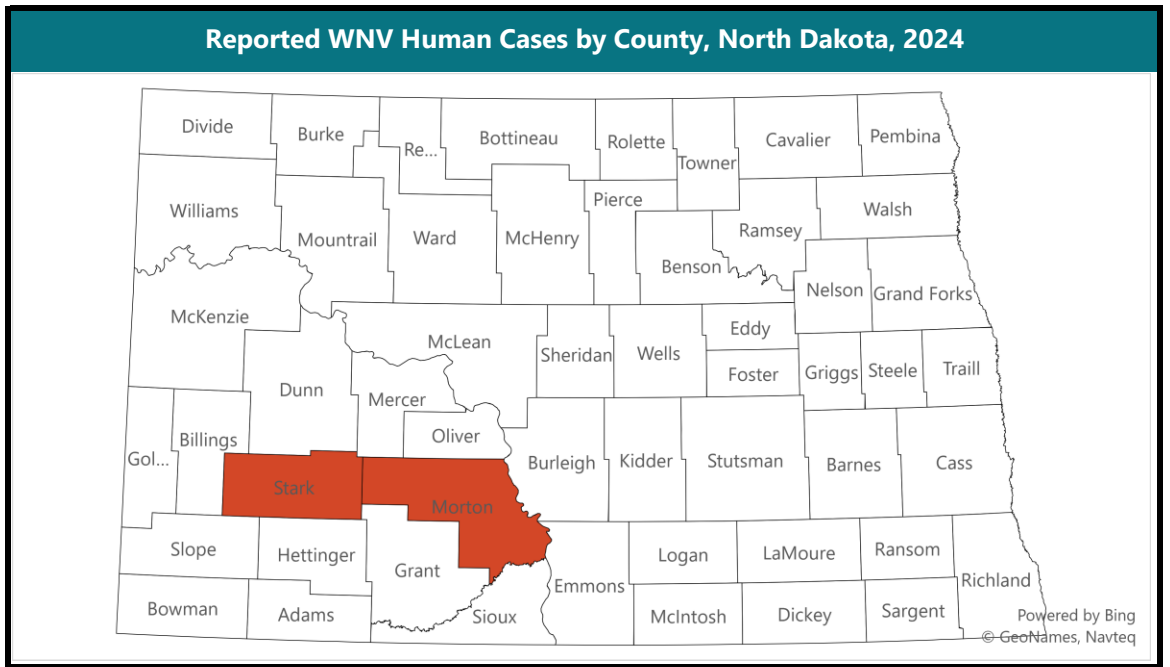 Reported WNV Human Cases by County, North Dakota, 2024
Divide
Burke
Re...
Bottineau
Rolette
Towner
Cavalier
Pembina
Williams
Mountrail
Ward
McHenry
Pierce
Benson
Ramsey
Walsh
Nelson
Grand Forks
McKenzie
McLean
Sheridan
Wells
Eddy
Foster
Griggs
Steele
Traill
Dunn
Mercer
Oliver
Gol...
Billings
Stark
Morton
Burleigh
Kidder
Stutsman
Barnes
Cass
Slope
Hettinger
Grant
Emmons
Logan
LaMoure
Ransom
Richland
Bowman
Adams
Sioux
McIntosh
Dickey
Sargent
Powered by Bing
© GeoNames, Navteq